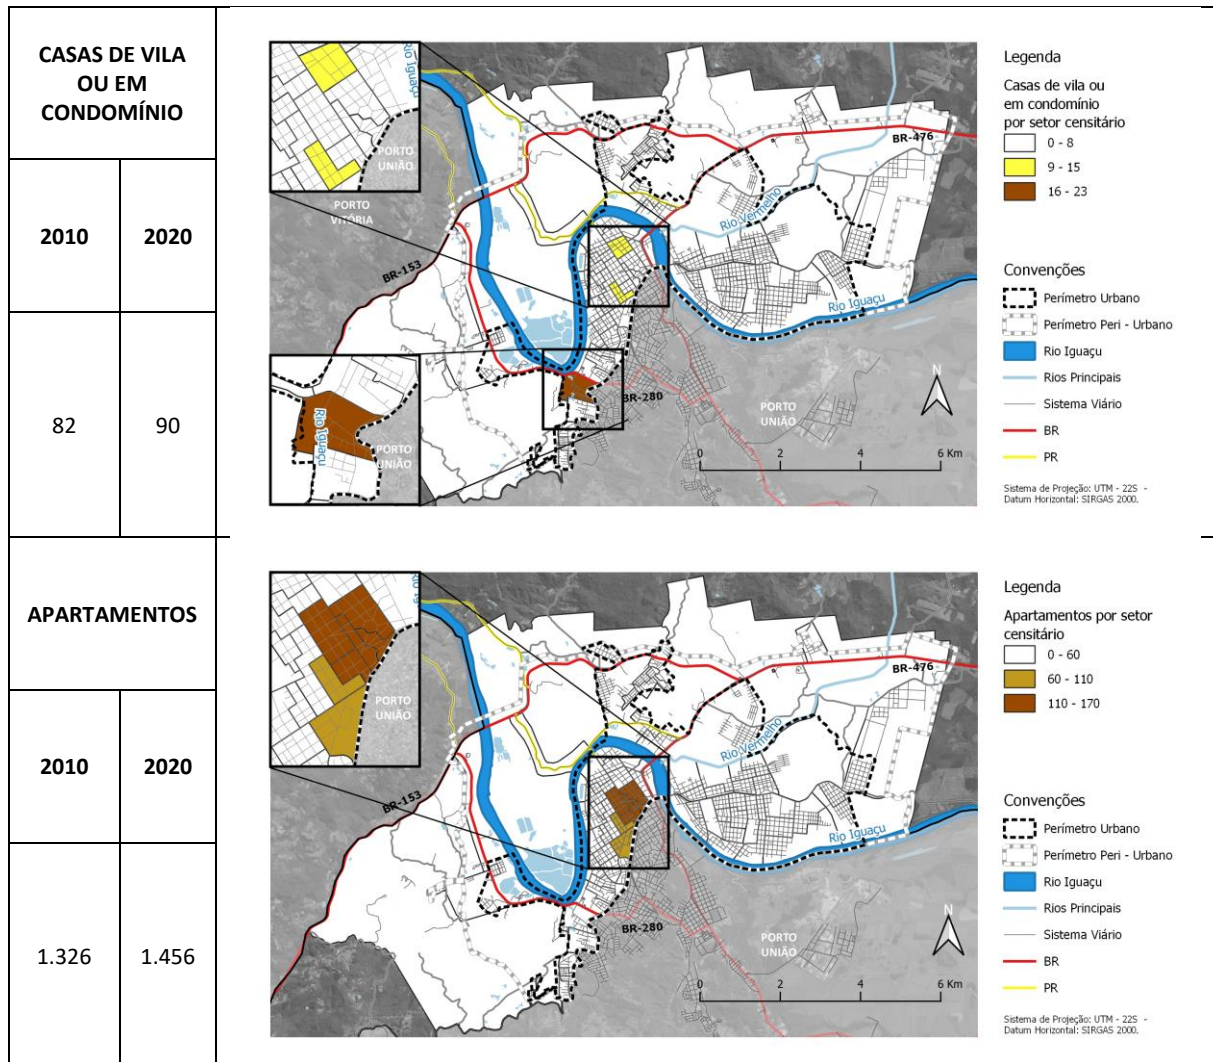 CASAS DE VILA
OU EM
CONDOMÍNIO
2010
2020
82
90
Rio Iguaçu
PORTO
UNIÃO
PORTO
VITÓRIA
BR-153
BR-476
Rio Vermelho
Rio Iguaçu
Rio Iguaçu
PORTO
UNIÃO
BR-280
PORTO
UNIÃO
N
0
2
4
6 Km
Legenda
Casas de vila ou
em condomínio
por setor censitário
0 - 8
9 - 15
16 - 23
Convenções
Perímetro Urbano
Perímetro Peri - Urbano
Rio Iguaçu
Rios Principais
Sistema Viário
BR
PR
Sistema de Projeção: UTM - 22S -
Datum Horizontal: SIRGAS 2000.
APARTAMENTOS
2010
2020
1.326
1.456
PORTO
UNIÃO
BR-153
BR-476
Rio Vermelho
Rio Iguaçu
BR-280
PORTO
UNIÃO
N
0
2
4
6 Km
Legenda
Apartamentos por setor
censitário
0 - 60
60 - 110
110 - 170
Convenções
Perímetro Urbano
Perímetro Peri - Urbano
Rio Iguaçu
Rios Principais
Sistema Viário
BR
PR
Sistema de Projeção: UTM - 22S -
Datum Horizontal: SIRGAS 2000.